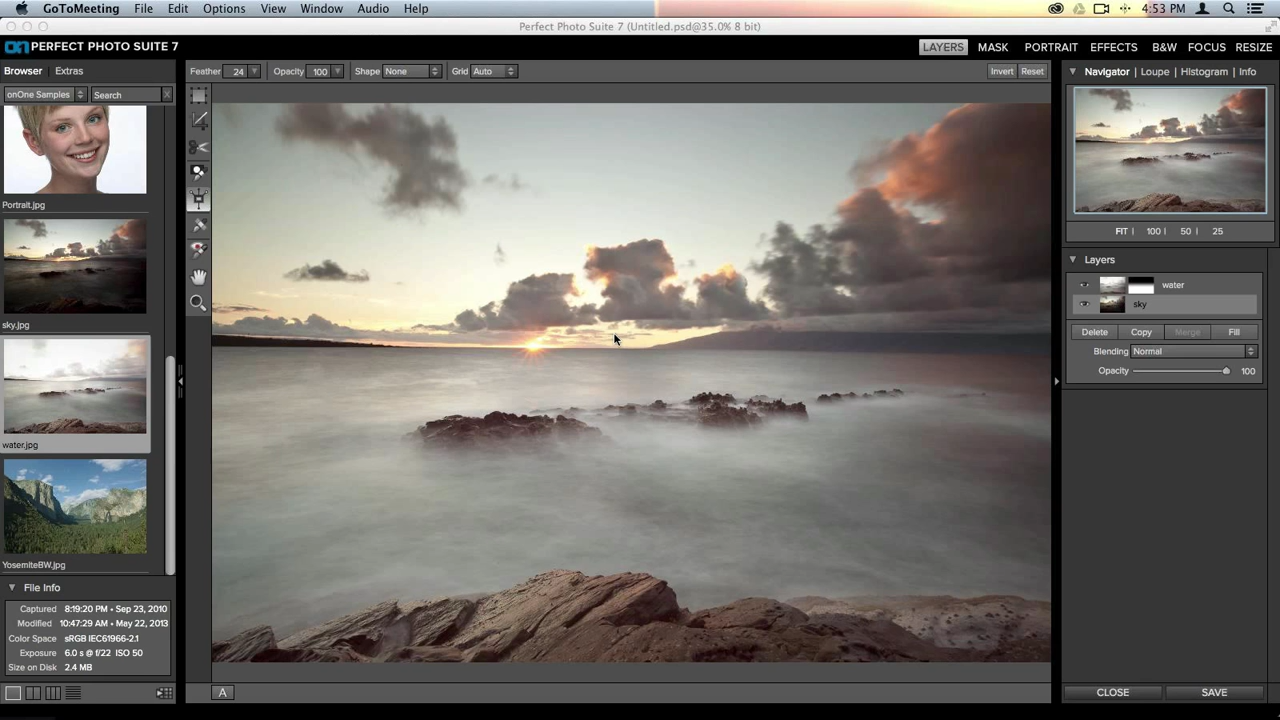 GoToMeeting File Edit Options View Window Audio Help 4:53 PM
Perfect Photo Suite 7 (Untitled.psd@35.0% 8 bit)
on PERFECT PHOTO SUITE 7 LAYERS MASK PORTRAIT EFFECTS B&W FOCUS RESIZE
Browser Extras
Feather 24 Opacity 100 Shape None Grid Auto Invert Reset
Navigator | Loupe | Histogram | Info
onOne Samples Search X
Portrait.jpg
sky.jpg
water.jpg
YosemiteBW.jpg
File Info
Captured 8:19:20 PM • Sep 23, 2010
Modified 10:47:29 AM • May 22, 2013
Color Space sRGB IEC61966-2.1
Exposure 6.0 s @ f/22 ISO 50
Size on Disk 2.4 MB
A
FIT | 100 | 50 | 25
Layers
water
sky
Delete Copy Merge Fill
Blending Normal
Opacity 100
CLOSE SAVE